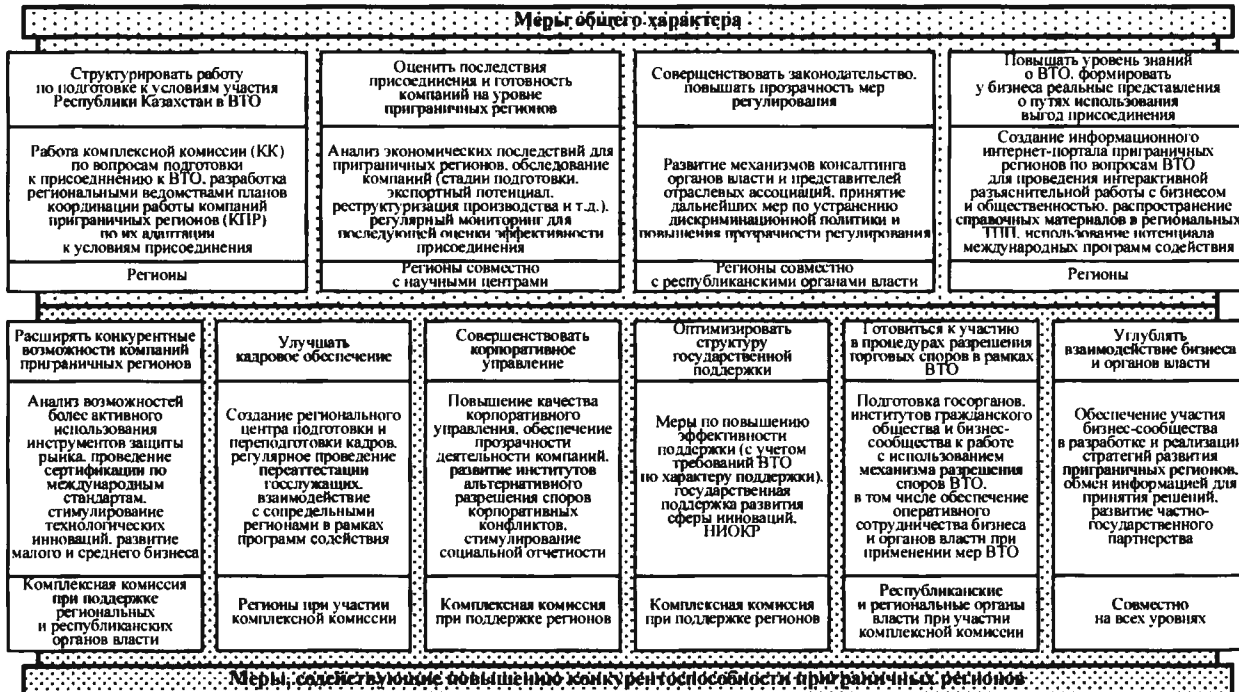 Меры общего характера
Структурировать работу
по подготовке к условиям участия
Республики Казахстан в ВТО
Работа комплексной комиссии (КК)
по вопросам подготовки
к присоединению к ВТО, разработка
региональными ведомствами планов
координации работы компаний
приграничных регионов (КПР)
по их адаптации
к условиям присоединения
Регионы
Оценить последствия
присоединения и готовность
компаний на уровне
приграничных регионов
Анализ экономических последствий для
приграничных регионов, обследование
компаний (стадии подготовки,
экспортный потенциал,
реструктуризация производства и т.д.),
регулярный мониторинг для
последующей оценки эффективности
присоединения
Регионы совместно
с научными центрами
Совершенствовать законодательство,
повышать прозрачность мер
регулирования
Развитие механизмов консалтинга
органов власти и представителей
отраслевых ассоциаций, принятие
дальнейших мер по устранению
дискриминационной политики и
повышения прозрачности регулирования
Регионы совместно
с республиканскими органами власти
Повышать уровень знаний
о ВТО, формировать
у бизнеса реальные представления
о путях использования
выгод присоединения
Создание информационного
интернет-портала приграничных
регионов по вопросам ВТО
для проведения интерактивной
разъяснительной работы с бизнесом
и общественностью, распространение
справочных материалов в региональных
ТПП, использование потенциала
международных программ содействия
Регионы
Расширять конкурентные
возможности компаний
приграничных регионов
Анализ возможностей
более активного
использования
инструментов защиты
рынка, проведение
сертификации по
международным
стандартам,
стимулирование
технологических
инноваций, развитие
малого и среднего бизнеса
Комплексная комиссия
при поддержке
региональных
и республиканских
органов власти
Улучшать
кадровое обеспечение
Создание регионального
центра подготовки и
переподготовки кадров,
регулярное проведение
переаттестации
госслужащих,
взаимодействие
с сопредельными
регионами в рамках
программ содействия
Регионы при участии
комплексной комиссии
Совершенствовать
корпоративное
управление
Повышение качества
корпоративного
управления, обеспечение
прозрачности
деятельности компаний,
развитие институтов
альтернативного
разрешения споров
корпоративных
конфликтов,
стимулирование
социальной отчетности
Комплексная комиссия
при поддержке регионов
Оптимизировать
структуру
государственной
поддержки
Меры по повышению
эффективности
поддержки (с учетом
требований ВТО
по характеру поддержки),
государственная
поддержка развития
сферы инноваций,
НИОКР
Комплексная комиссия
при поддержке регионов
Готовиться к участию
в процедурах разрешения
торговых споров в рамках
ВТО
Подготовка госорганов,
институтов гражданского
общества и бизнес-
сообщества к работе
с использованием
механизма разрешения
споров ВТО,
в том числе обеспечение
оперативного
сотрудничества бизнеса
и органов власти при
применении мер ВТО
Республиканские
и региональные органы
власти при участии
комплексной комиссии
Углублять
взаимодействие бизнеса
и органов власти
Обеспечение участия
бизнес-сообщества
в разработке и реализации
стратегий развития
приграничных регионов,
обмен информацией для
принятия решений,
развитие частно-
государственного
партнерства
Совместно
на всех уровнях
Меры, содействующие повышению конкурентоспособности приграничных регионов